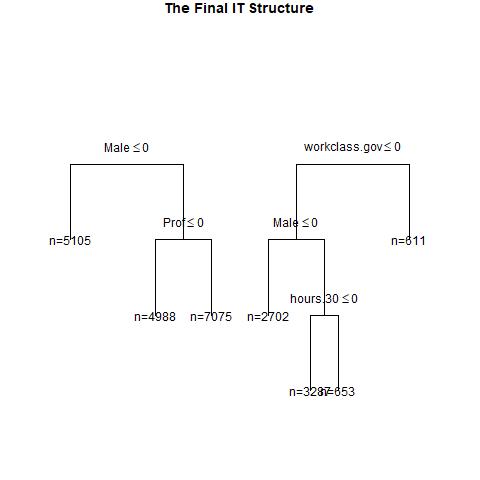 The Final IT Structure
Male ≤ 0
workclass.gov ≤ 0
n=5105
Prof ≤ 0
Male ≤ 0
n=611
n=4988
n=7075
n=2702
hours.30 ≤ 0
n=3287
n=653